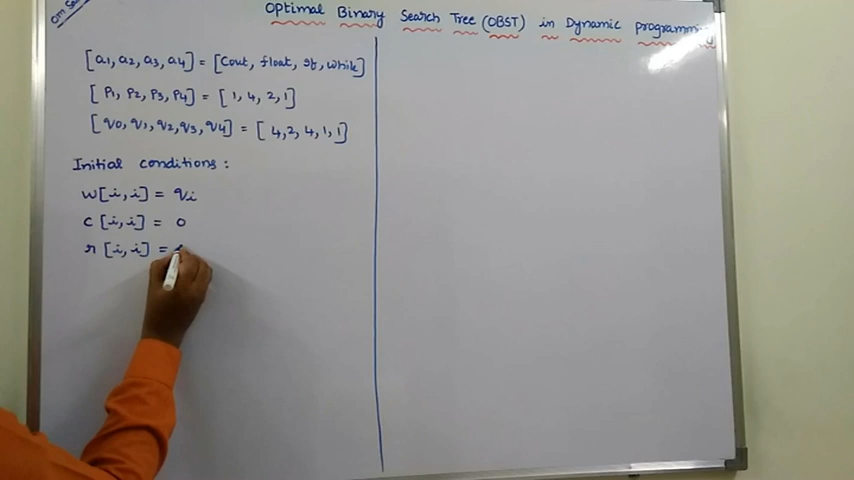 Optimal Binary Search Tree (OBST) in Dynamic programming
[a1, a2, a3, a4] = [Cout, float, If, while]
[P1, P2, P3, P4] = [1, 4, 2, 1]
[q0, q1, q2, q3, q4] = [4, 2, 4, 1, 1]
Initial conditions :
W[i, i] = qi
C[i, i] = 0
r[i, i] =